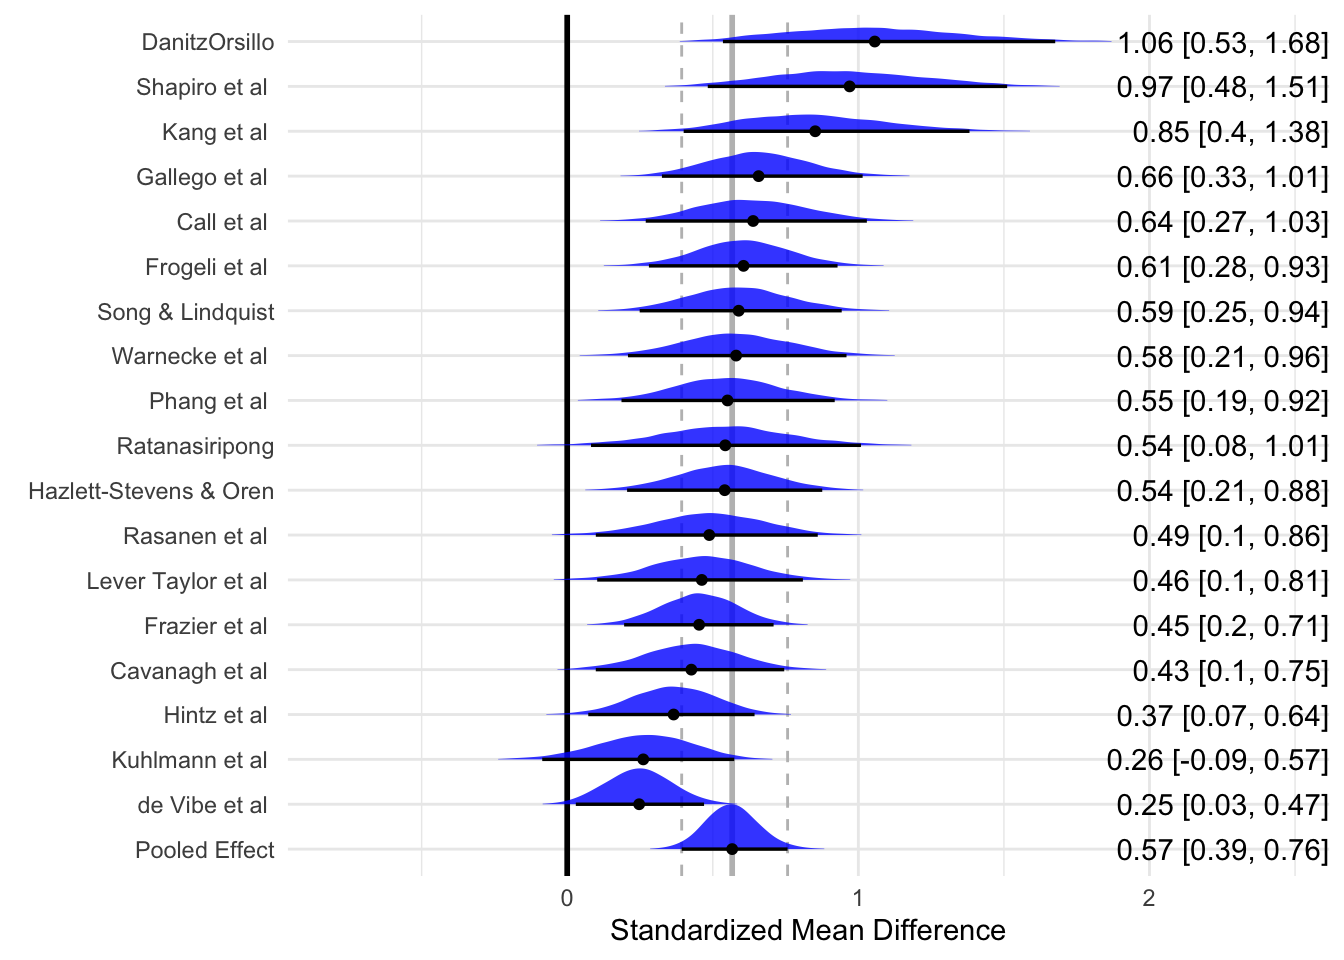 DanitzOrsillo 1.06 [0.53, 1.68]
Shapiro et al 0.97 [0.48, 1.51]
Kang et al 0.85 [0.4, 1.38]
Gallego et al 0.66 [0.33, 1.01]
Call et al 0.64 [0.27, 1.03]
Frogeli et al 0.61 [0.28, 0.93]
Song & Lindquist 0.59 [0.25, 0.94]
Warnecke et al 0.58 [0.21, 0.96]
Phang et al 0.55 [0.19, 0.92]
Ratanasiripong 0.54 [0.08, 1.01]
Hazlett-Stevens & Oren 0.54 [0.21, 0.88]
Rasanen et al 0.49 [0.1, 0.86]
Lever Taylor et al 0.46 [0.1, 0.81]
Frazier et al 0.45 [0.2, 0.71]
Cavanagh et al 0.43 [0.1, 0.75]
Hintz et al 0.37 [0.07, 0.64]
Kuhlmann et al 0.26 [-0.09, 0.57]
de Vibe et al 0.25 [0.03, 0.47]
Pooled Effect 0.57 [0.39, 0.76]
0 1 2
Standardized Mean Difference